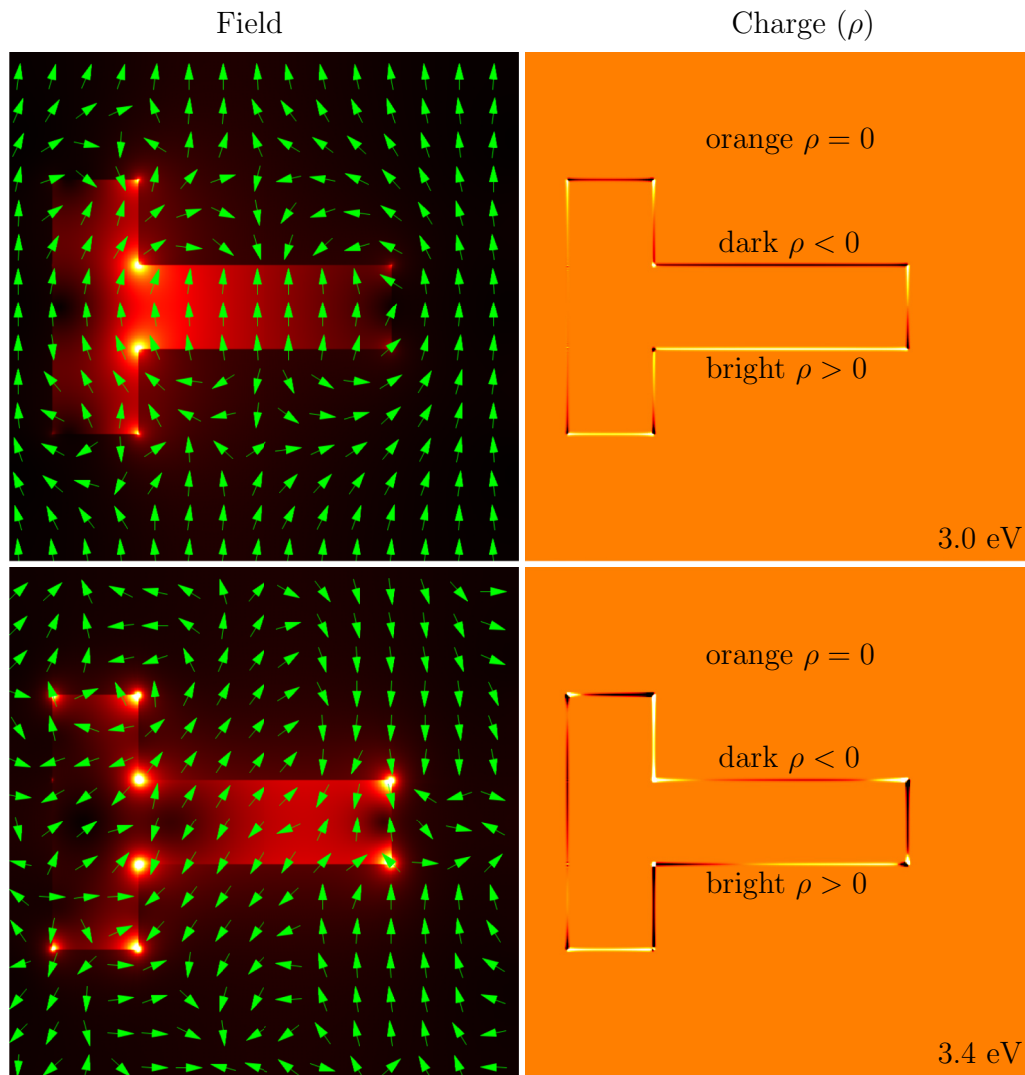 Field
Charge (ρ)
orange ρ = 0
dark ρ < 0
bright ρ > 0
3.0 eV
orange ρ = 0
dark ρ < 0
bright ρ > 0
3.4 eV